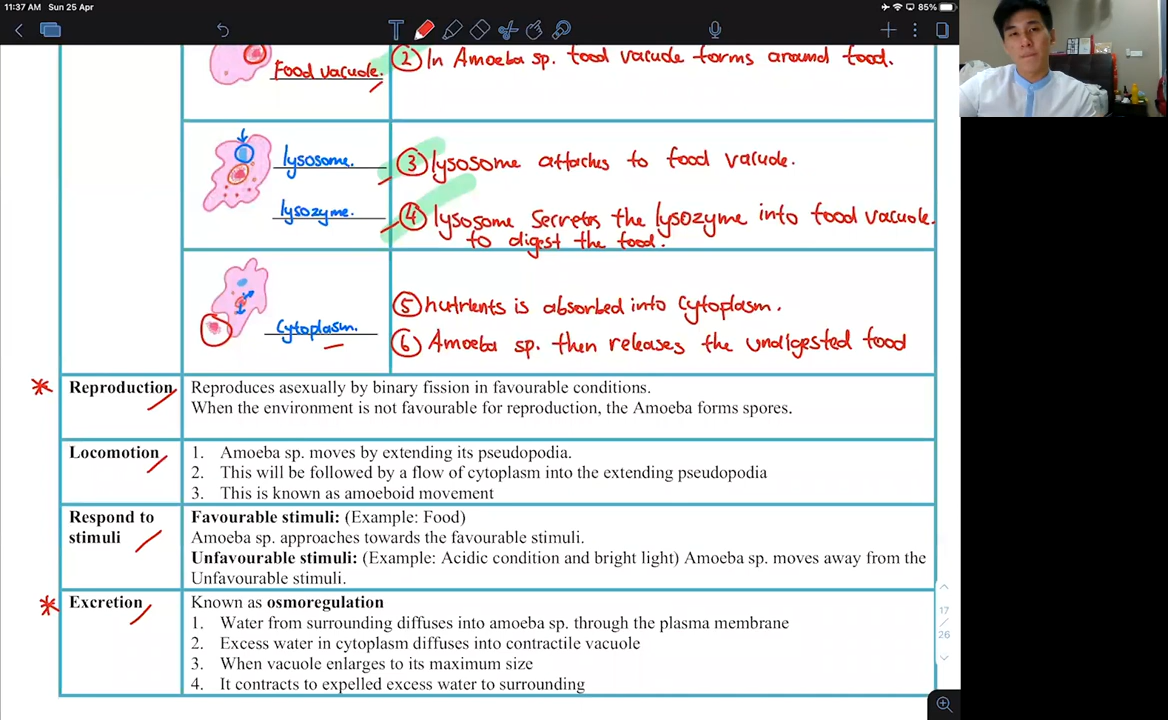 11:37 AM Sun 25 Apr
85%
Food vacuole.
② In Amoeba sp. food vacuole forms around food.
lysosome.
③ lysosome attaches to food vacuole.
lysozyme.
④ lysosome secretes the lysozyme into food vacuole.
to digest the food.
Cytoplasm.
⑤ nutrients is absorbed into cytoplasm.
⑥ Amoeba sp. then releases the undigested food
* Reproduction
Reproduces asexually by binary fission in favourable conditions.
When the environment is not favourable for reproduction, the Amoeba forms spores.
Locomotion
1. Amoeba sp. moves by extending its pseudopodia.
2. This will be followed by a flow of cytoplasm into the extending pseudopodia
3. This is known as amoeboid movement
Respond to
stimuli
Favourable stimuli: (Example: Food)
Amoeba sp. approaches towards the favourable stimuli.
Unfavourable stimuli: (Example: Acidic condition and bright light) Amoeba sp. moves away from the
Unfavourable stimuli.
* Excretion
Known as osmoregulation
1. Water from surrounding diffuses into amoeba sp. through the plasma membrane
2. Excess water in cytoplasm diffuses into contractile vacuole
3. When vacuole enlarges to its maximum size
4. It contracts to expelled excess water to surrounding
17
/
26